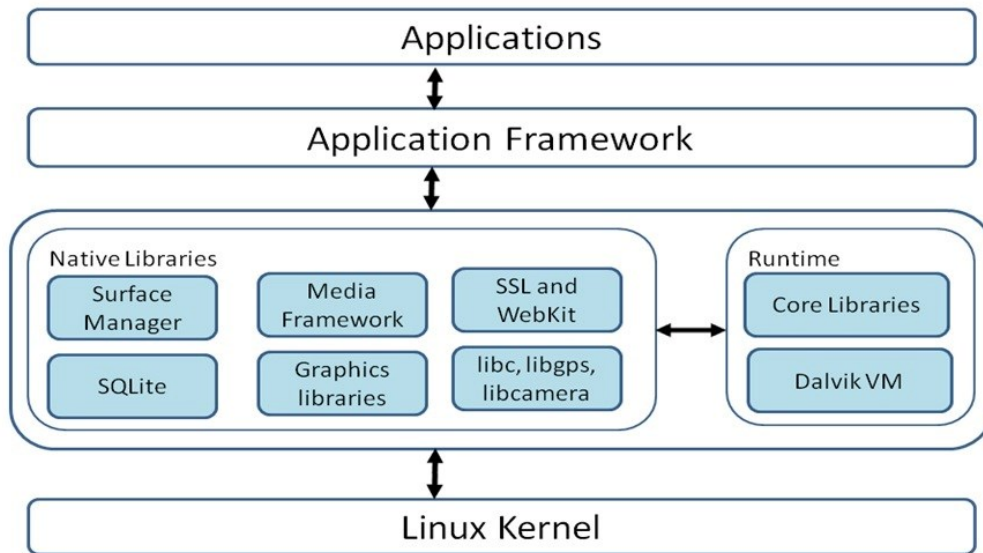 Applications
Application Framework
Native Libraries
Surface
Manager
Media
Framework
SSL and
WebKit
SQLite
Graphics
libraries
libc, libgps,
libcamera
Runtime
Core Libraries
Dalvik VM
Linux Kernel